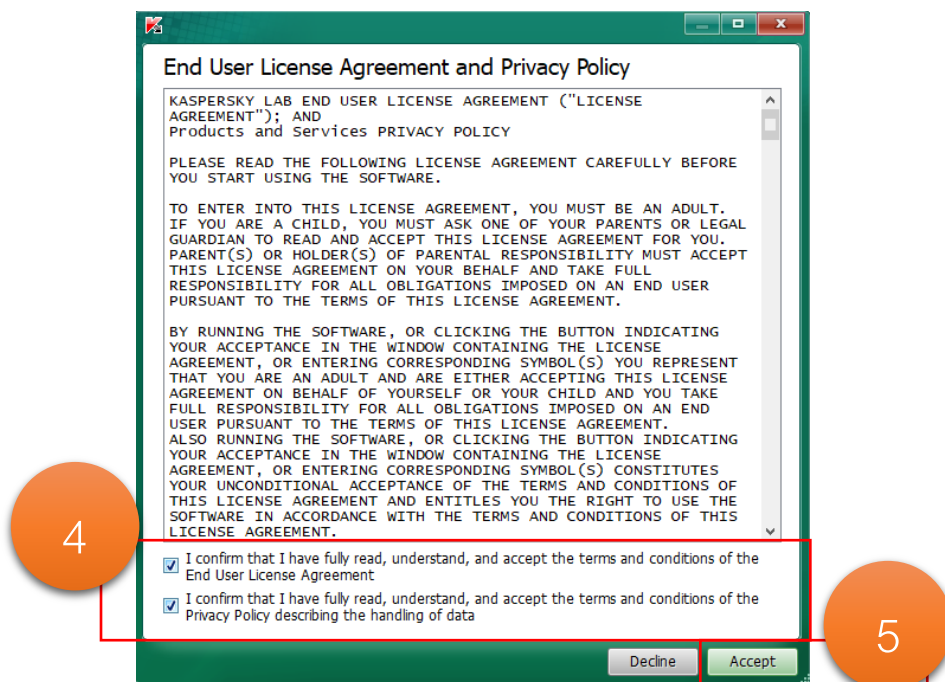 End User License Agreement and Privacy Policy
KASPERSKY LAB END USER LICENSE AGREEMENT ("LICENSE
AGREEMENT"); AND
Products and Services PRIVACY POLICY
PLEASE READ THE FOLLOWING LICENSE AGREEMENT CAREFULLY BEFORE
YOU START USING THE SOFTWARE.
TO ENTER INTO THIS LICENSE AGREEMENT, YOU MUST BE AN ADULT.
IF YOU ARE A CHILD, YOU MUST ASK ONE OF YOUR PARENTS OR LEGAL
GUARDIAN TO READ AND ACCEPT THIS LICENSE AGREEMENT FOR YOU.
PARENT(S) OR HOLDER(S) OF PARENTAL RESPONSIBILITY MUST ACCEPT
THIS LICENSE AGREEMENT ON YOUR BEHALF AND TAKE FULL
RESPONSIBILITY FOR ALL OBLIGATIONS IMPOSED ON AN END USER
PURSUANT TO THE TERMS OF THIS LICENSE AGREEMENT.
BY RUNNING THE SOFTWARE, OR CLICKING THE BUTTON INDICATING
YOUR ACCEPTANCE IN THE WINDOW CONTAINING THE LICENSE
AGREEMENT, OR ENTERING CORRESPONDING SYMBOL(S) YOU REPRESENT
THAT YOU ARE AN ADULT AND ARE EITHER ACCEPTING THIS LICENSE
AGREEMENT ON BEHALF OF YOURSELF OR YOUR CHILD AND YOU TAKE
FULL RESPONSIBILITY FOR ALL OBLIGATIONS IMPOSED ON AN END
USER PURSUANT TO THE TERMS OF THIS LICENSE AGREEMENT.
ALSO RUNNING THE SOFTWARE, OR CLICKING THE BUTTON INDICATING
YOUR ACCEPTANCE IN THE WINDOW CONTAINING THE LICENSE
AGREEMENT, OR ENTERING CORRESPONDING SYMBOL(S) CONSTITUTES
YOUR UNCONDITIONAL ACCEPTANCE OF THE TERMS AND CONDITIONS OF
THIS LICENSE AGREEMENT AND ENTITLES YOU THE RIGHT TO USE THE
SOFTWARE IN ACCORDANCE WITH THE TERMS AND CONDITIONS OF THIS
LICENSE AGREEMENT.
4
I confirm that I have fully read, understand, and accept the terms and conditions of the
End User License Agreement
I confirm that I have fully read, understand, and accept the terms and conditions of the
Privacy Policy describing the handling of data
5
Decline
Accept